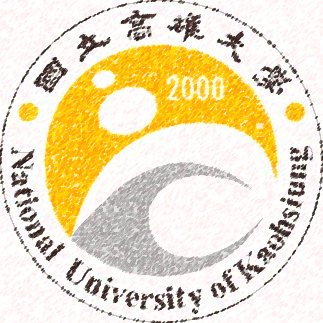 國立高雄大學
2000
National University of Kaohsiung